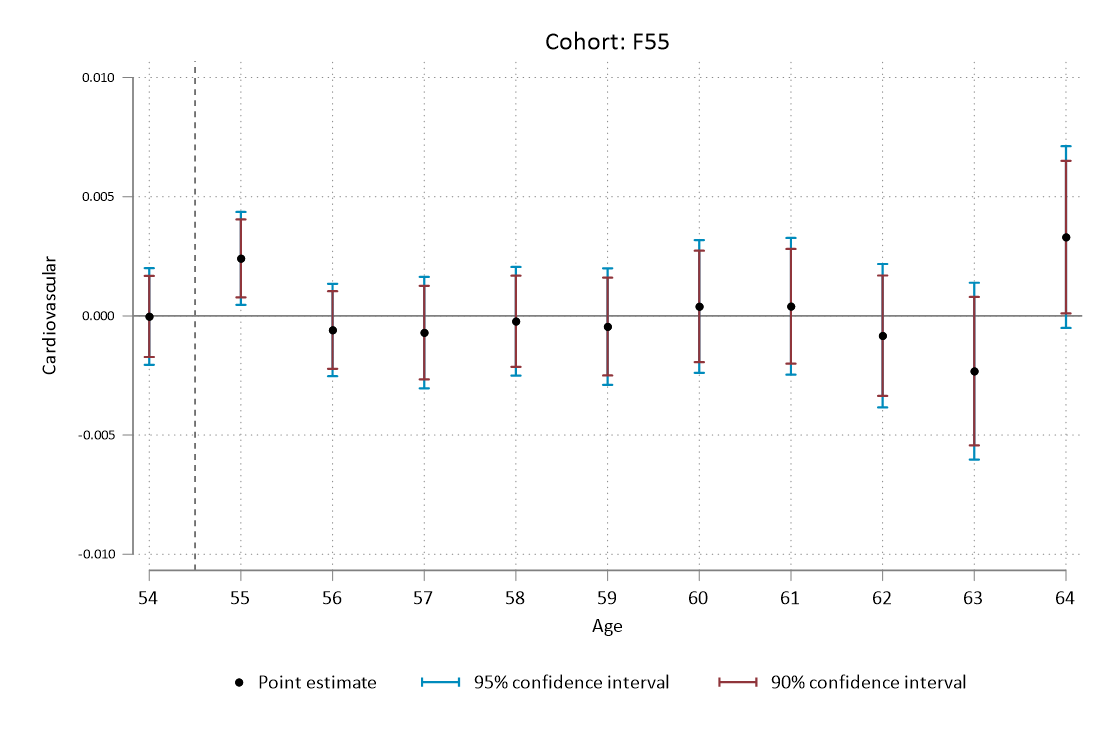 Cohort: F55
0.010
0.005
0.000
-0.005
-0.010
Cardiovascular
54 55 56 57 58 59 60 61 62 63 64
Age
Point estimate 95% confidence interval 90% confidence interval